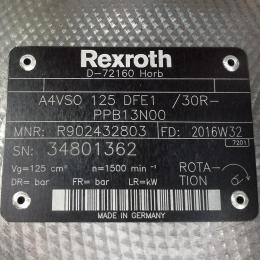 Rexroth
D-72160 Horb
A4VSO 125 DFE1 /30R-
PPB13N00
MNR: R902432803 FD: 2016W32
7201
SN: 34801362
Vg=125 cm³ n=1500 min⁻¹ ROTA-
DR= bar FR= bar LR=kW TION
MADE IN GERMANY